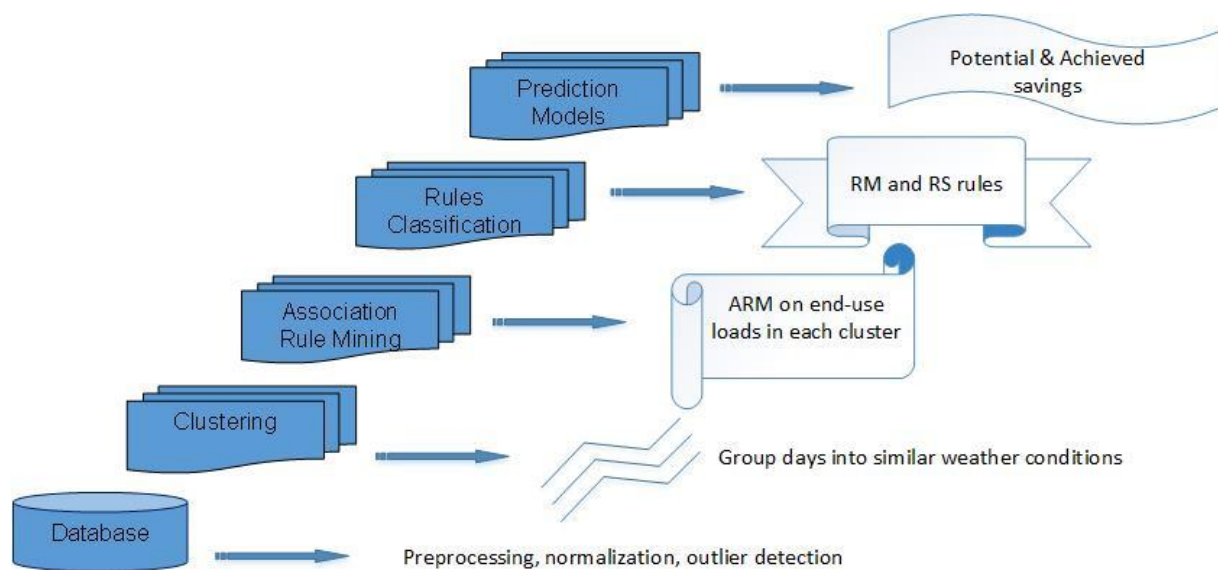 Prediction
Models
Potential & Achieved
savings
Rules
Classification
RM and RS rules
Association
Rule Mining
ARM on end-use
loads in each cluster
Clustering
Group days into similar weather conditions
Database
Preprocessing, normalization, outlier detection